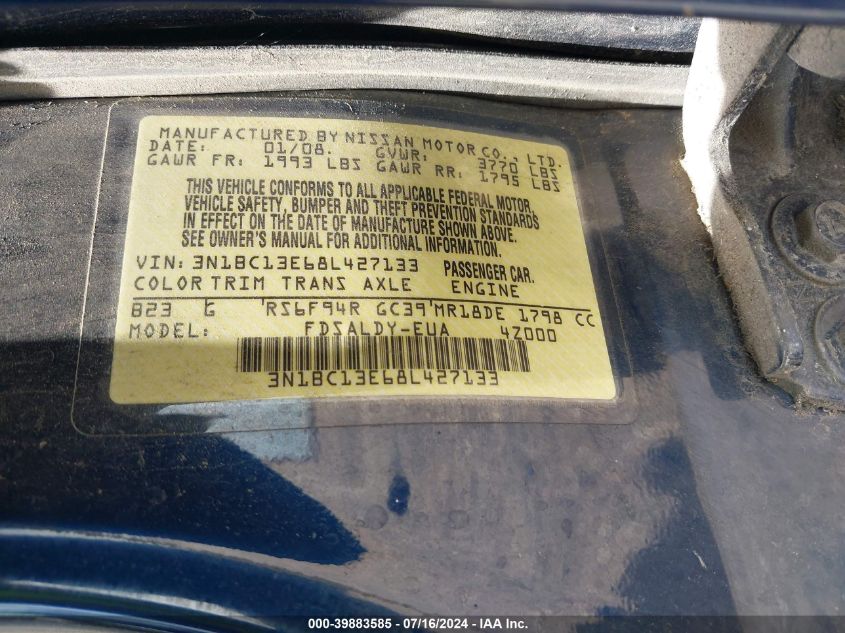 MANUFACTURED BY NISSAN MOTOR CO., LTD.
DATE: 01/08. GVWR: 3770 LBS
GAWR FR: 1993 LBS GAWR RR: 1795 LBS
THIS VEHICLE CONFORMS TO ALL APPLICABLE FEDERAL MOTOR
VEHICLE SAFETY, BUMPER AND THEFT PREVENTION STANDARDS
IN EFFECT ON THE DATE OF MANUFACTURE SHOWN ABOVE.
SEE OWNER'S MANUAL FOR ADDITIONAL INFORMATION.
VIN: 3N1BC13E68L427133 PASSENGER CAR.
COLOR TRIM TRANS AXLE ENGINE
B23 G 'RS6F94R GC39'MR18DE 1798 CC
MODEL: FDSALDY-EUA 4Z000
3N1BC13E68L427133
000-39883585 / 07/16/2024 / IAA Inc.